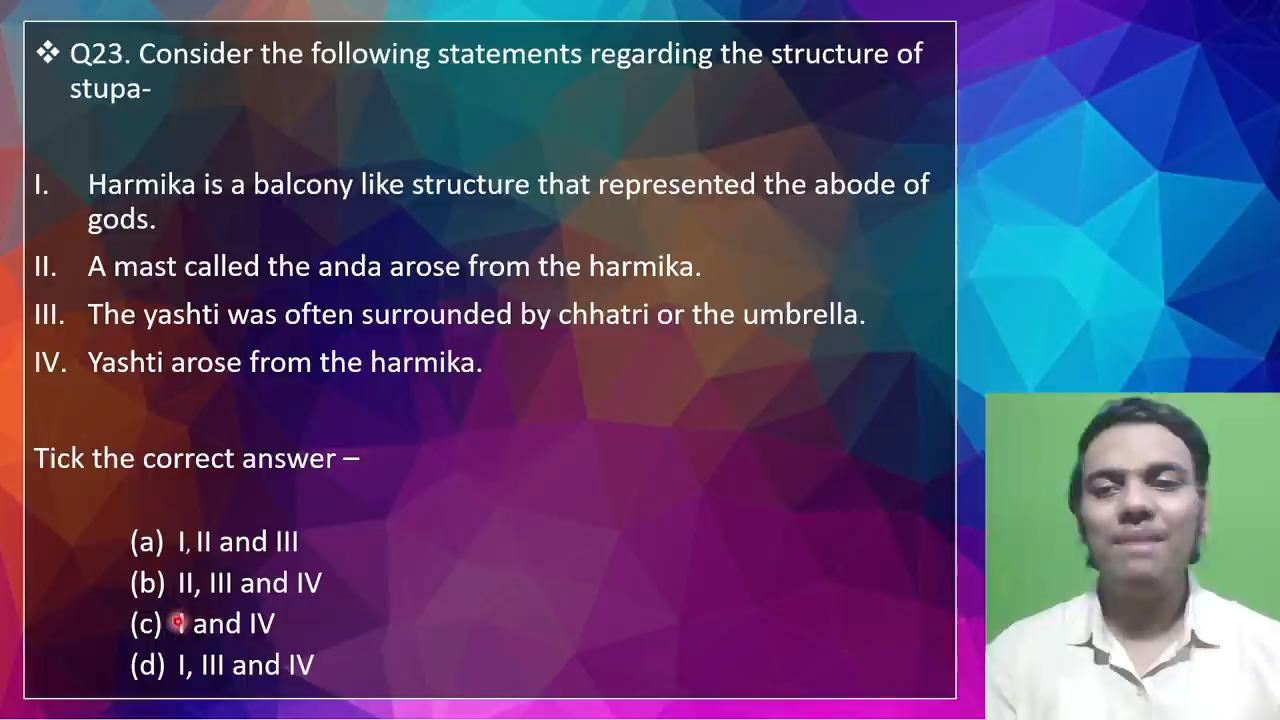 ❖ Q23. Consider the following statements regarding the structure of
stupa-
I. Harmika is a balcony like structure that represented the abode of
gods.
II. A mast called the anda arose from the harmika.
III. The yashti was often surrounded by chhatri or the umbrella.
IV. Yashti arose from the harmika.
Tick the correct answer –
(a) I, II and III
(b) II, III and IV
(c) I and IV
(d) I, III and IV